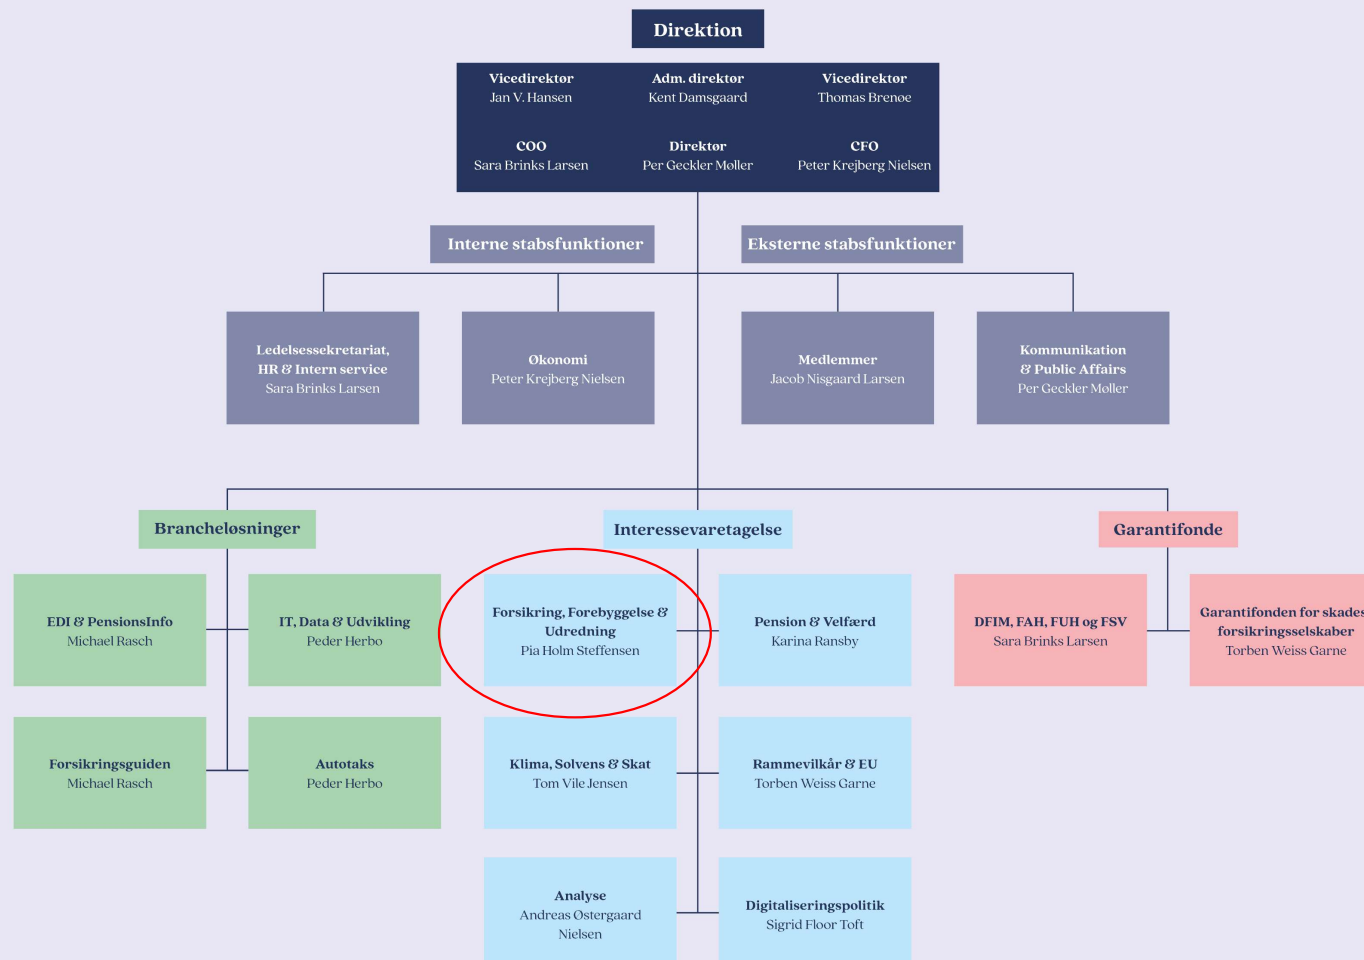 Direktion
Vicedirektør
Jan V. Hansen
Adm. direktør
Kent Damsgaard
Vicedirektør
Thomas Brenøe
COO
Sara Brinks Larsen
Direktør
Per Geckler Møller
CFO
Peter Krejberg Nielsen
Interne stabsfunktioner
Eksterne stabsfunktioner
Ledelsessekretariat,
HR & Intern service
Sara Brinks Larsen
Økonomi
Peter Krejberg Nielsen
Medlemmer
Jacob Nisgaard Larsen
Kommunikation
& Public Affairs
Per Geckler Møller
Brancheløsninger
Interessevaretagelse
Garantifonde
EDI & PensionsInfo
Michael Rasch
IT, Data & Udvikling
Peder Herbo
Forsikring, Forebyggelse &
Udredning
Pia Holm Steffensen
Pension & Velfærd
Karina Ransby
DFIM, FAH, FUH og FSV
Sara Brinks Larsen
Garantifonden for skades
forsikringsselskaber
Torben Weiss Garne
Forsikringsguiden
Michael Rasch
Autotaks
Peder Herbo
Klima, Solvens & Skat
Tom Vile Jensen
Rammevilkår & EU
Torben Weiss Garne
Analyse
Andreas Østergaard
Nielsen
Digitaliseringspolitik
Sigrid Floor Toft